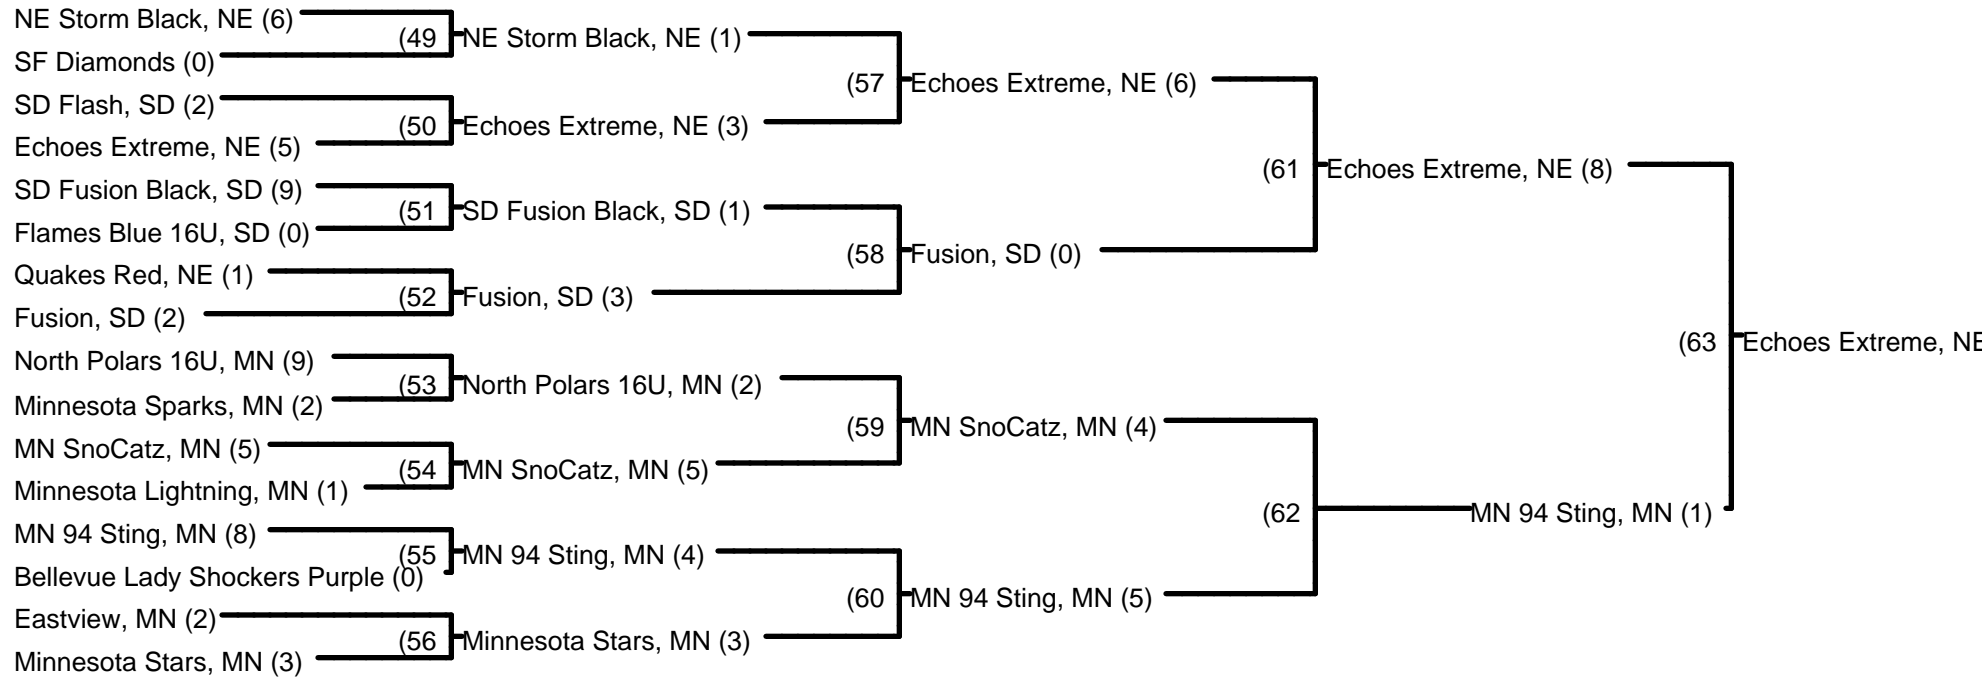 NE Storm Black, NE (6)
SF Diamonds (0)
SD Flash, SD (2)
Echoes Extreme, NE (5)
SD Fusion Black, SD (9)
Flames Blue 16U, SD (0)
Quakes Red, NE (1)
Fusion, SD (2)
North Polars 16U, MN (9)
Minnesota Sparks, MN (2)
MN SnoCatz, MN (5)
Minnesota Lightning, MN (1)
MN 94 Sting, MN (8)
Bellevue Lady Shockers Purple (0)
Eastview, MN (2)
Minnesota Stars, MN (3)
(49
NE Storm Black, NE (1)
(50
Echoes Extreme, NE (3)
(51
SD Fusion Black, SD (1)
(52
Fusion, SD (3)
(53
North Polars 16U, MN (2)
(54
MN SnoCatz, MN (5)
(55
MN 94 Sting, MN (4)
(56
Minnesota Stars, MN (3)
(57
Echoes Extreme, NE (6)
(58
Fusion, SD (0)
(59
MN SnoCatz, MN (4)
(60
MN 94 Sting, MN (5)
(61
Echoes Extreme, NE (8)
(62
MN 94 Sting, MN (1)
(63
Echoes Extreme, NE